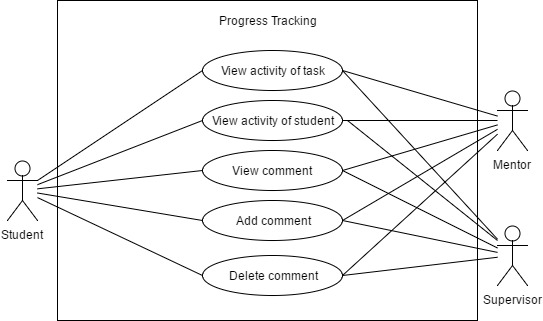 Progress Tracking
View activity of task
View activity of student
View comment
Add comment
Delete comment
Student
Mentor
Supervisor